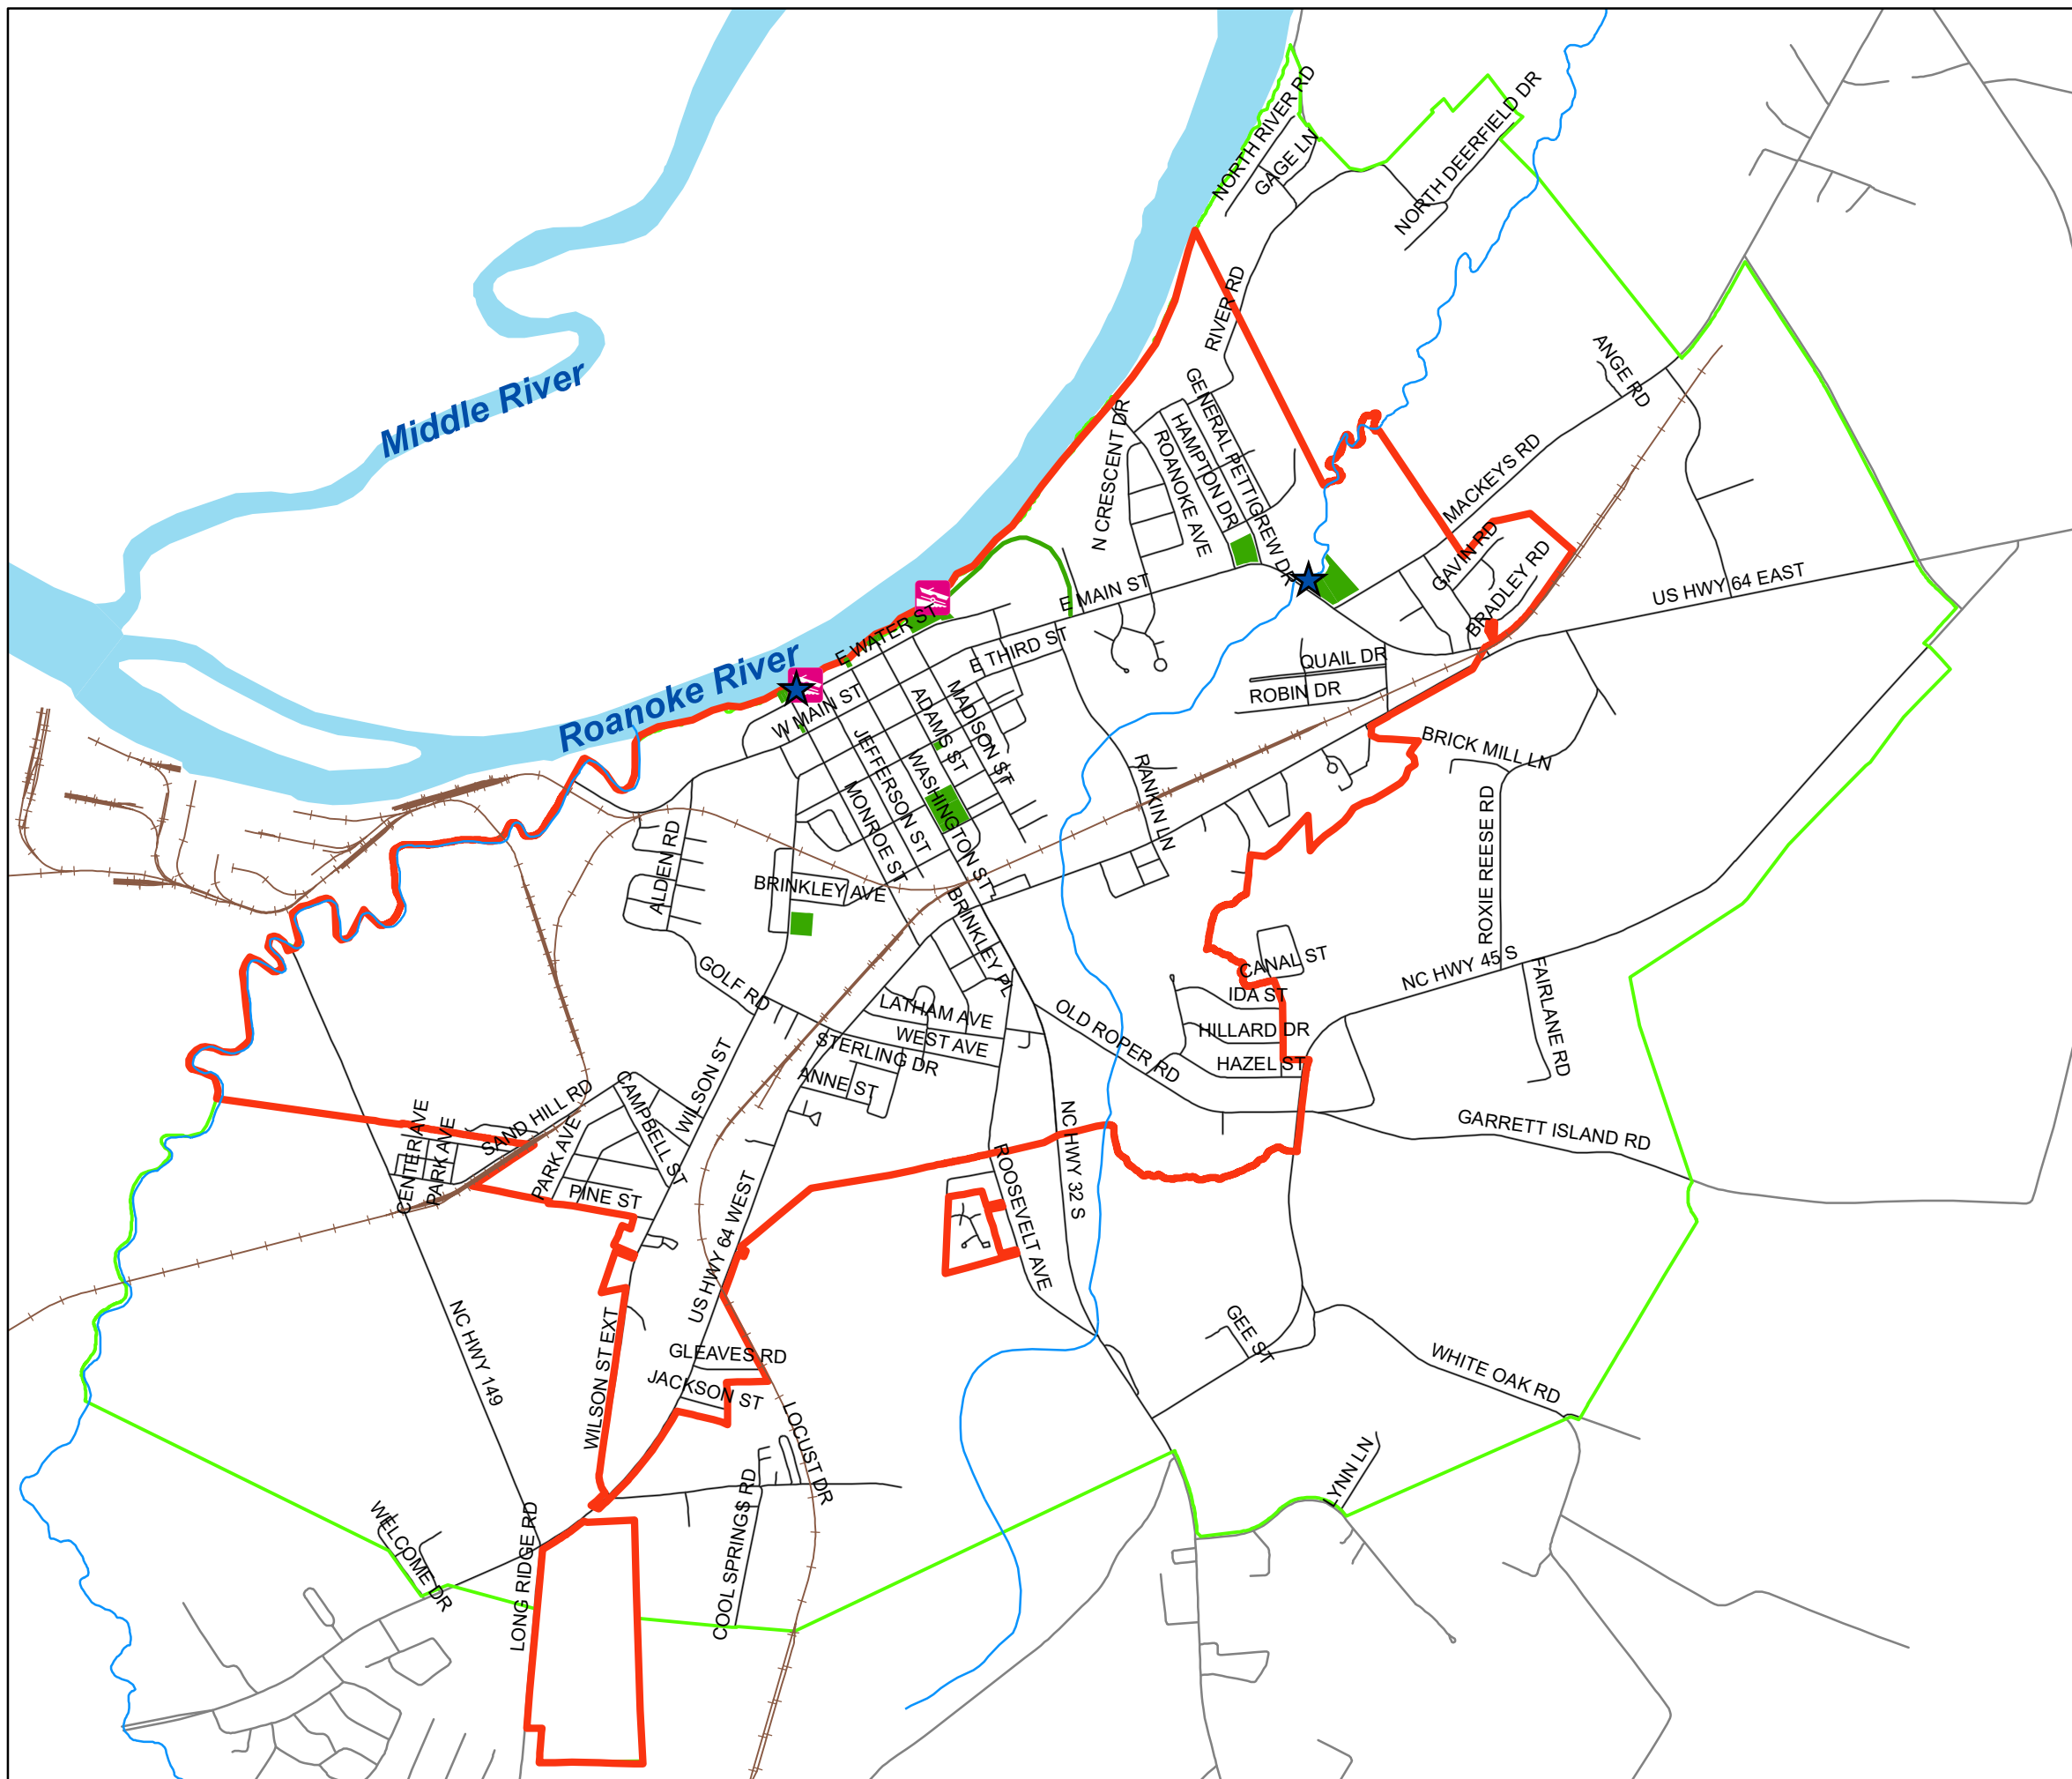 NORTH RIVER RD
GAGE LN
NORTH DEERFIELD DR
RIVER RD
ANGE RD
Middle River
GENERAL PETTIGREW DR
HAMPTON DR
ROANOKE AVE
N CRESCENT DR
MACKEYS RD
GAVIN RD
BRADLEY RD
US HWY 64 EAST
E MAIN ST
E WATER ST
E THIRD ST
QUAIL DR
ROBIN DR
Roanoke River
W MAIN ST
ADAMS ST
MADISON ST
JEFFERSON ST
WASHINGTON ST
MONROE ST
RANKIN LN
BRICK MILL LN
ROXIE REESE RD
ALDEN RD
BRINKLEY AVE
BRINKLEY PL
GOLF RD
CANAL ST
NC HWY 45 S
FAIRLANE RD
IDA ST
LATHAM AVE
OLD ROPER RD
HILLARD DR
WEST AVE
STERLING DR
HAZEL ST
ANNE ST
WILSON ST
CAMPBELL ST
SAND HILL RD
CENTER AVE
PARK AVE
PARK AVE
PINE ST
NC HWY 32 S
GARRETT ISLAND RD
ROOSEVELT AVE
US HWY 64 WEST
NC HWY 149
WILSON ST EXT
GLEAVES RD
JACKSON ST
GEE ST
WHITE OAK RD
LOCUST DR
LYNN LN
COOL SPRINGS RD
WELCOME DR
LONG RIDGE RD